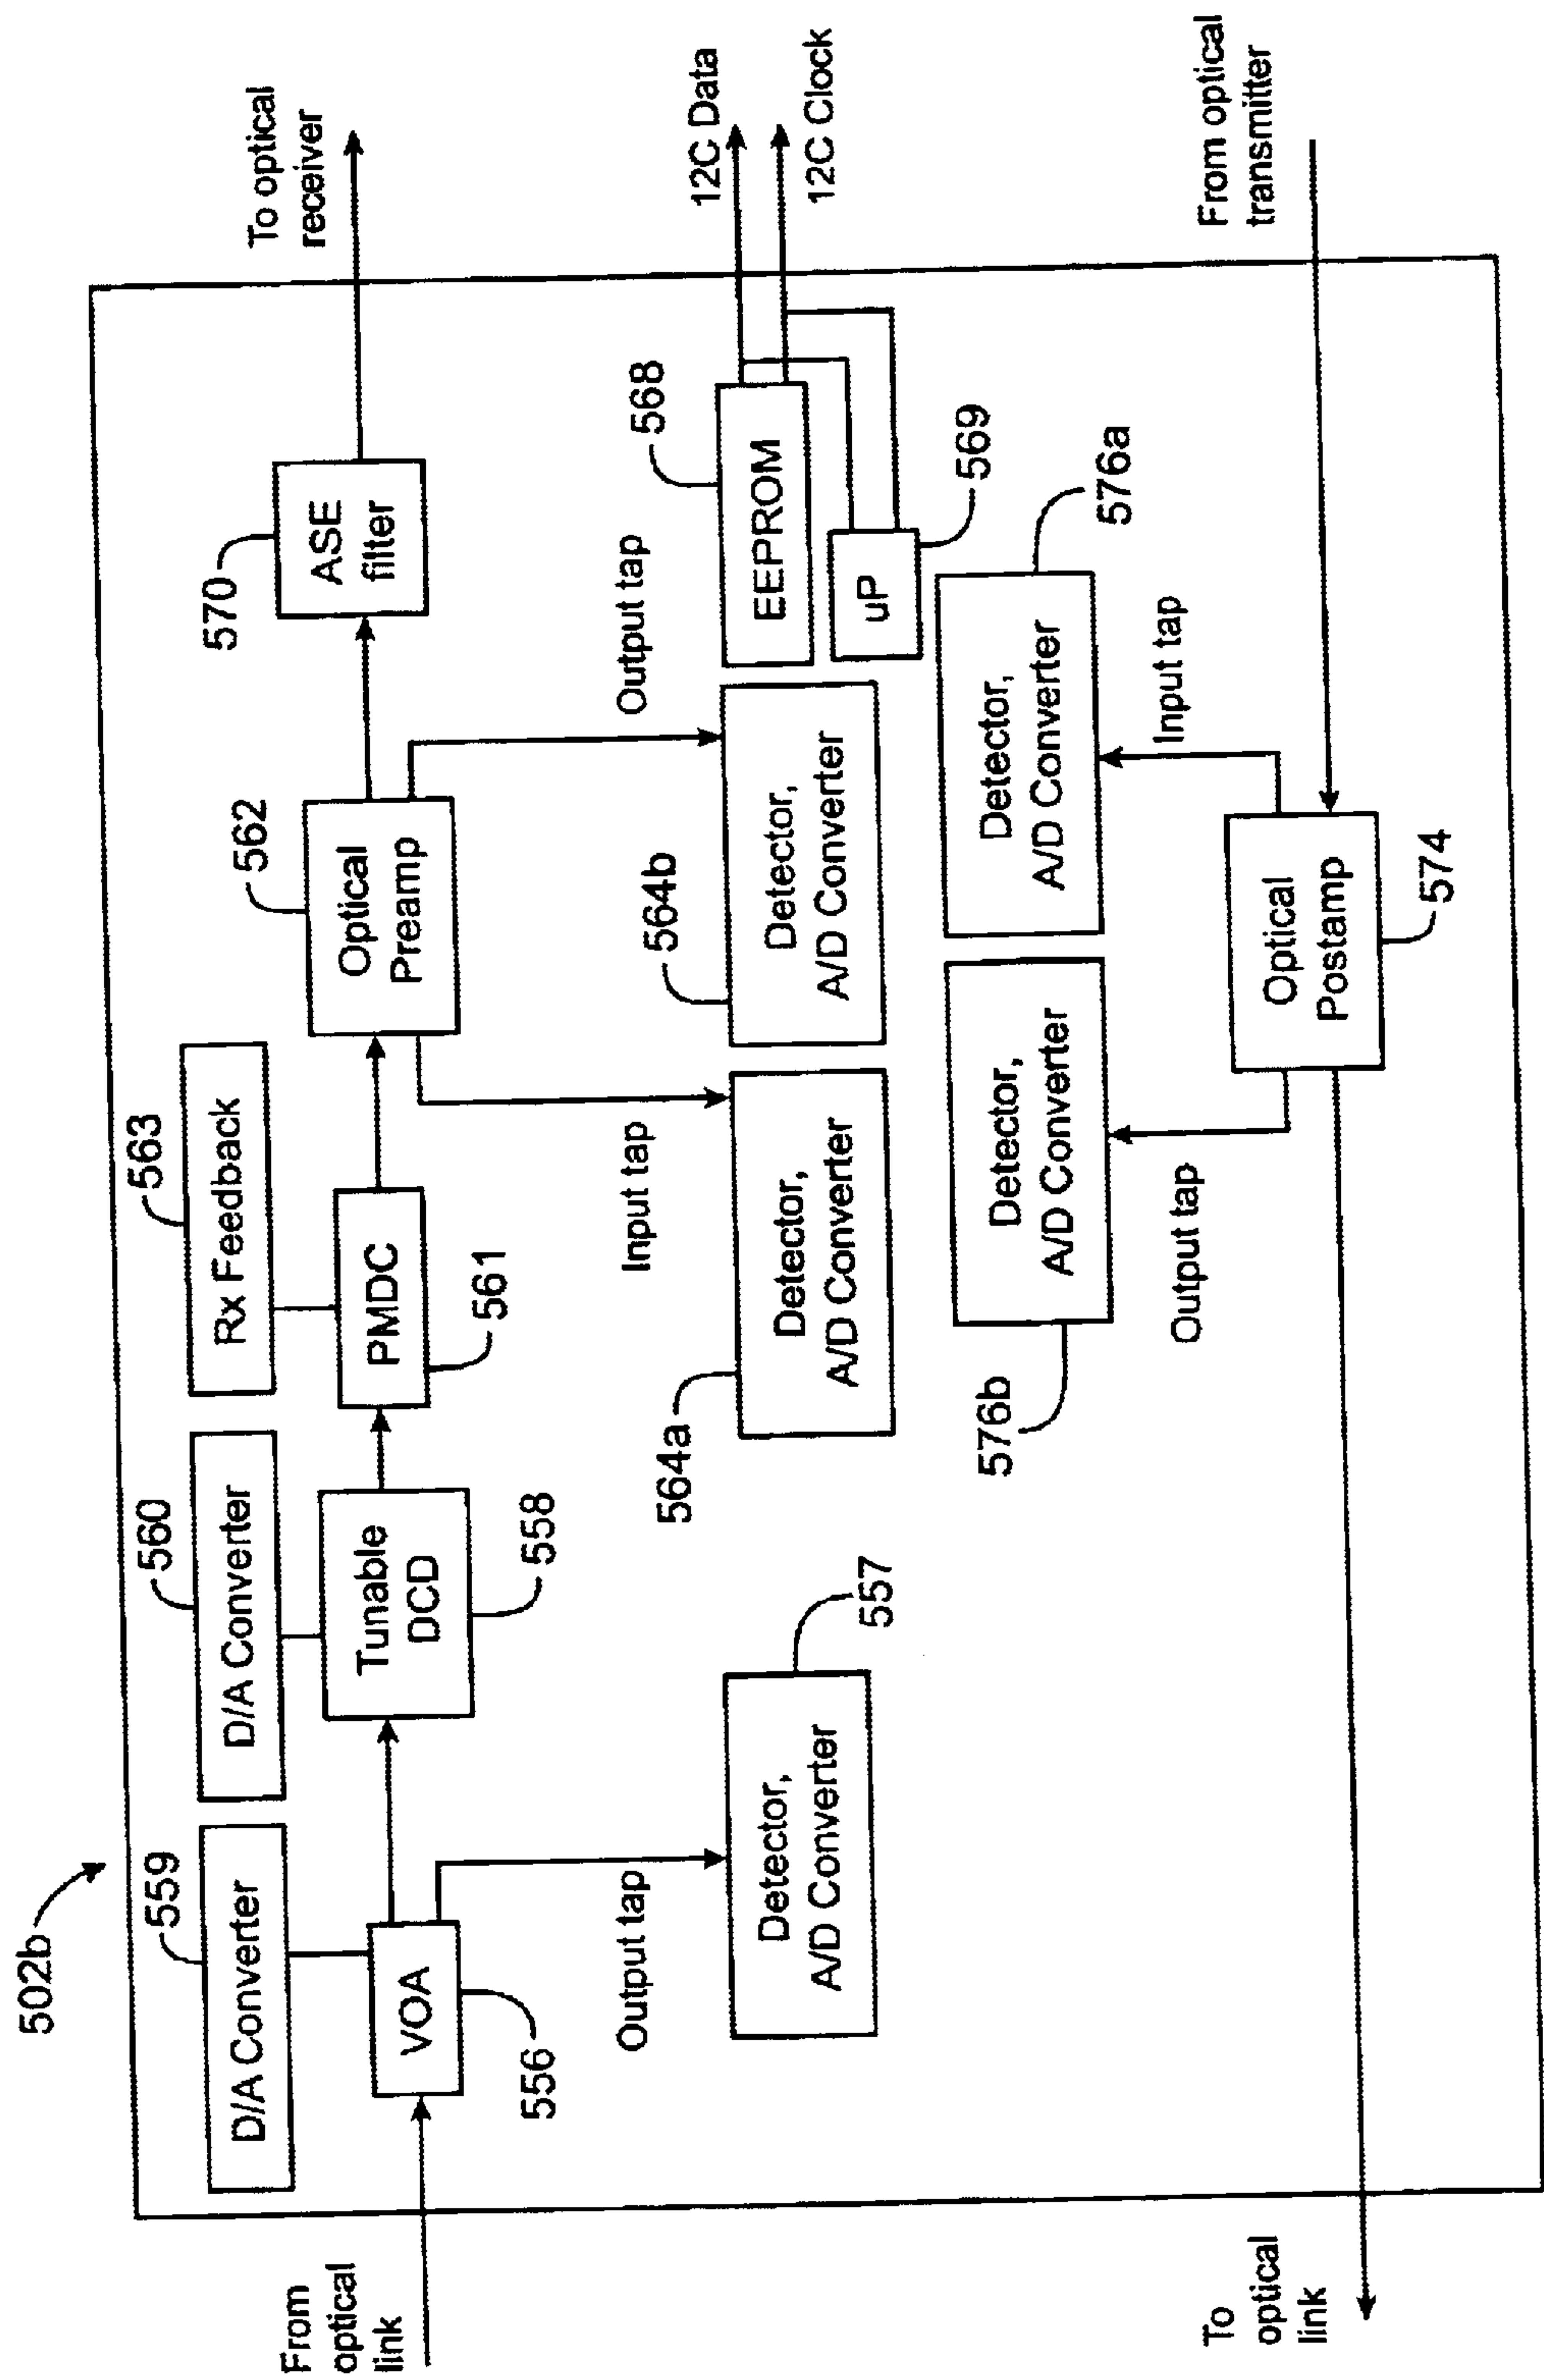 502b
559
D/A Converter
560
D/A Converter
563
Rx Feedback
562
570
To optical
receiver
From
optical
link
VOA
556
Tunable
DCD
558
PMDC
561
Optical
Preamp
ASE
filter
Output tap
Input tap
Output tap
Detector,
A/D Converter
557
564a
Detector,
A/D Converter
564b
Detector,
A/D Converter
568
EEPROM
uP
569
12C Data
12C Clock
576b
Detector,
A/D Converter
Detector,
A/D Converter
576a
Output tap
Input tap
Optical
Postamp
574
From optical
transmitter
To
optical
link